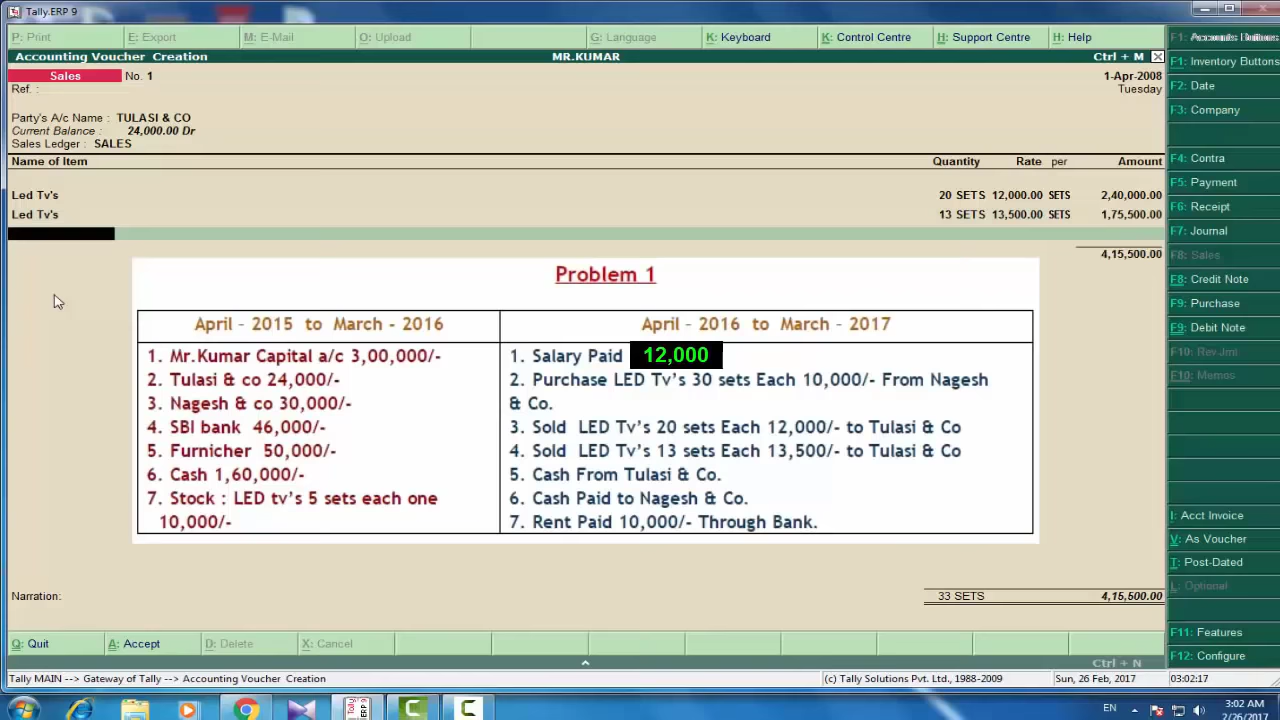 Tally.ERP 9
P: Print E: Export M: E-Mail O: Upload G: Language K: Keyboard K: Control Centre H: Support Centre H: Help
Accounting Voucher Creation MR.KUMAR Ctrl + M
F1: Inventory Buttons
Sales No. 1 1-Apr-2008
Ref. : Tuesday
F2: Date
F3: Company
Party's A/c Name : TULASI & CO
Current Balance : 24,000.00 Dr
Sales Ledger : SALES
Name of Item Quantity Rate per Amount
F4: Contra
F5: Payment
Led Tv's 20 SETS 12,000.00 SETS 2,40,000.00
F6: Receipt
Led Tv's 13 SETS 13,500.00 SETS 1,75,500.00
F7: Journal
4,15,500.00
F8: Sales
F8: Credit Note
F9: Purchase
F9: Debit Note
F10: Rev Jrnl
F10: Memos
Problem 1
April - 2015 to March - 2016
1. Mr.Kumar Capital a/c 3,00,000/-
2. Tulasi & co 24,000/-
3. Nagesh & co 30,000/-
4. SBI bank 46,000/-
5. Furnicher 50,000/-
6. Cash 1,60,000/-
7. Stock : LED tv's 5 sets each one
10,000/-
April - 2016 to March - 2017
1. Salary Paid 12,000
2. Purchase LED Tv's 30 sets Each 10,000/- From Nagesh
& Co.
3. Sold LED Tv's 20 sets Each 12,000/- to Tulasi & Co
4. Sold LED Tv's 13 sets Each 13,500/- to Tulasi & Co
5. Cash From Tulasi & Co.
6. Cash Paid to Nagesh & Co.
7. Rent Paid 10,000/- Through Bank.
I: Acct Invoice
V: As Voucher
T: Post-Dated
L: Optional
Narration: 33 SETS 4,15,500.00
F11: Features
Q: Quit A: Accept D: Delete X: Cancel
F12: Configure
Ctrl + N
Tally MAIN --> Gateway of Tally --> Accounting Voucher Creation (c) Tally Solutions Pvt. Ltd., 1988-2009 Sun, 26 Feb, 2017 03:02:17
EN 3:02 AM
2/26/2017